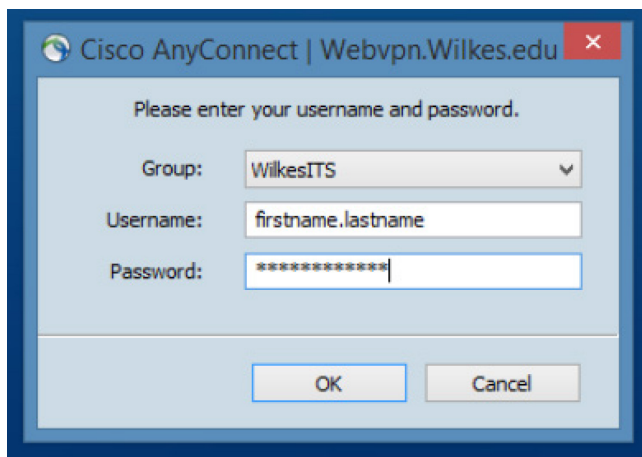 Cisco AnyConnect | Webvpn.Wilkes.edu
Please enter your username and password.
Group: WilkesITS
Username: firstname.lastname
Password: ************
OK Cancel